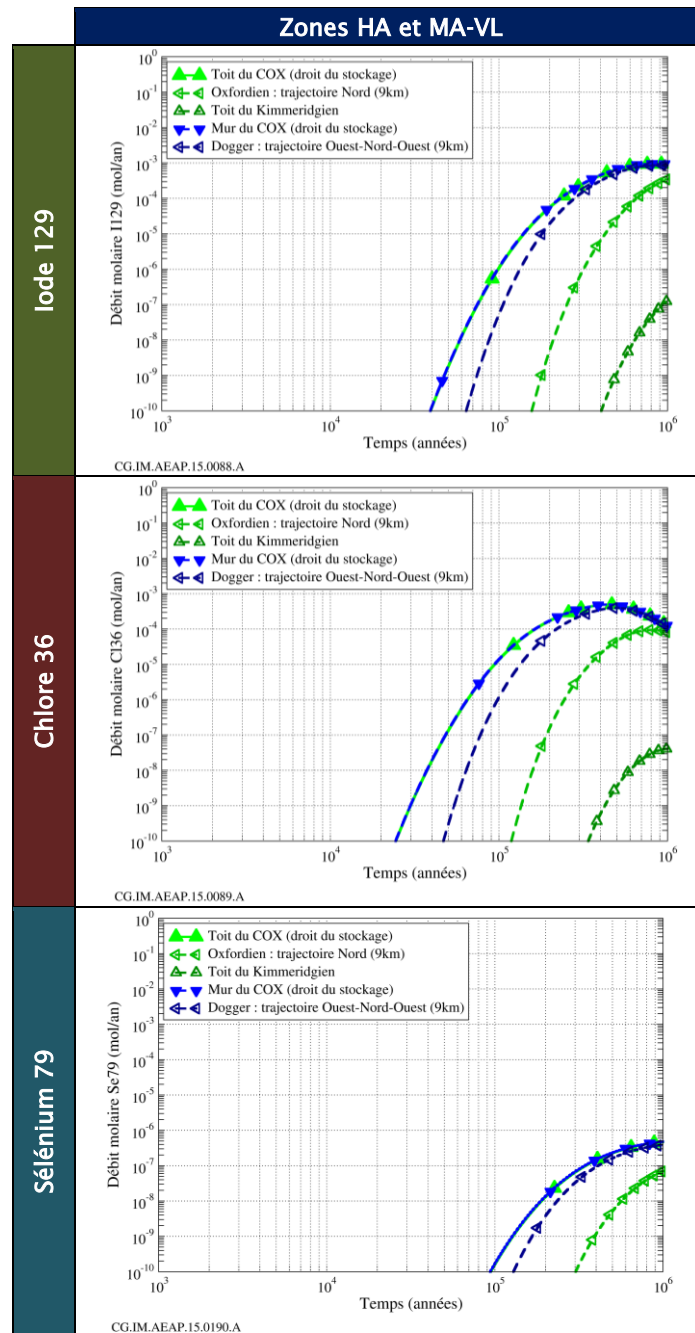 Zones HA et MA-VL
Iode 129
10^0
10^-1
10^-2
10^-3
10^-4
10^-5
10^-6
10^-7
10^-8
10^-9
10^-10
Débit molaire I129 (mol/an)
Toit du COX (droit du stockage)
Oxfordien : trajectoire Nord (9km)
Toit du Kimmeridgien
Mur du COX (droit du stockage)
Dogger : trajectoire Ouest-Nord-Ouest (9km)
10^3 10^4 10^5 10^6
Temps (années)
CG.IM.AEAP.15.0088.A
Chlore 36
10^0
10^-1
10^-2
10^-3
10^-4
10^-5
10^-6
10^-7
10^-8
10^-9
10^-10
Débit molaire Cl36 (mol/an)
Toit du COX (droit du stockage)
Oxfordien : trajectoire Nord (9km)
Toit du Kimmeridgien
Mur du COX (droit du stockage)
Dogger : trajectoire Ouest-Nord-Ouest (9km)
10^3 10^4 10^5 10^6
Temps (années)
CG.IM.AEAP.15.0089.A
Sélénium 79
10^0
10^-1
10^-2
10^-3
10^-4
10^-5
10^-6
10^-7
10^-8
10^-9
10^-10
Débit molaire Se79 (mol/an)
Toit du COX (droit du stockage)
Oxfordien : trajectoire Nord (9km)
Toit du Kimmeridgien
Mur du COX (droit du stockage)
Dogger : trajectoire Ouest-Nord-Ouest (9km)
10^3 10^4 10^5 10^6
Temps (années)
CG.IM.AEAP.15.0190.A